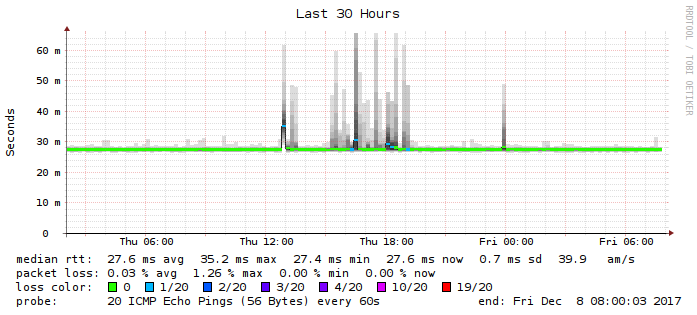 Last 30 Hours
RRDTOOL / TOBI OETIKER
Seconds
60 m
50 m
40 m
30 m
20 m
10 m
0
Thu 06:00 Thu 12:00 Thu 18:00 Fri 00:00 Fri 06:00
median rtt: 27.6 ms avg 35.2 ms max 27.4 ms min 27.6 ms now 0.7 ms sd 39.9 am/s
packet loss: 0.03 % avg 1.26 % max 0.00 % min 0.00 % now
loss color: 0 1/20 2/20 3/20 4/20 10/20 19/20
probe: 20 ICMP Echo Pings (56 Bytes) every 60s end: Fri Dec 8 08:00:03 2017